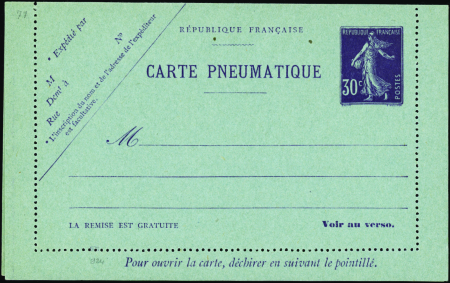 * Expédié par
M
Demt à
Rue
N°
* L'inscription du nom et de l'adresse de l'expéditeur
est facultative.
RÉPUBLIQUE FRANÇAISE
CARTE PNEUMATIQUE
RÉPUBLIQUE FRANÇAISE
30c
POSTES
M
LA REMISE EST GRATUITE
Voir au verso.
Pour ouvrir la carte, déchirer en suivant le pointillé.